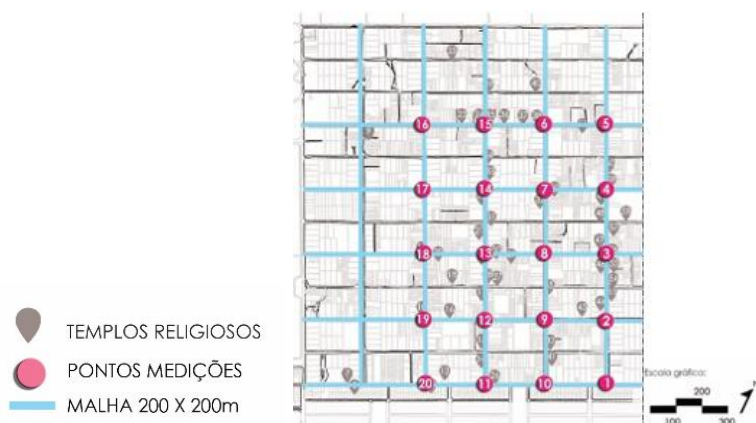 16 15 6 5
17 14 7 4
18 13 8 3
19 12 9 2
20 11 10 1
TEMPLOS RELIGIOSOS
PONTOS MEDIÇÕES
MALHA 200 X 200m
Escala gráfica:
200
100 300